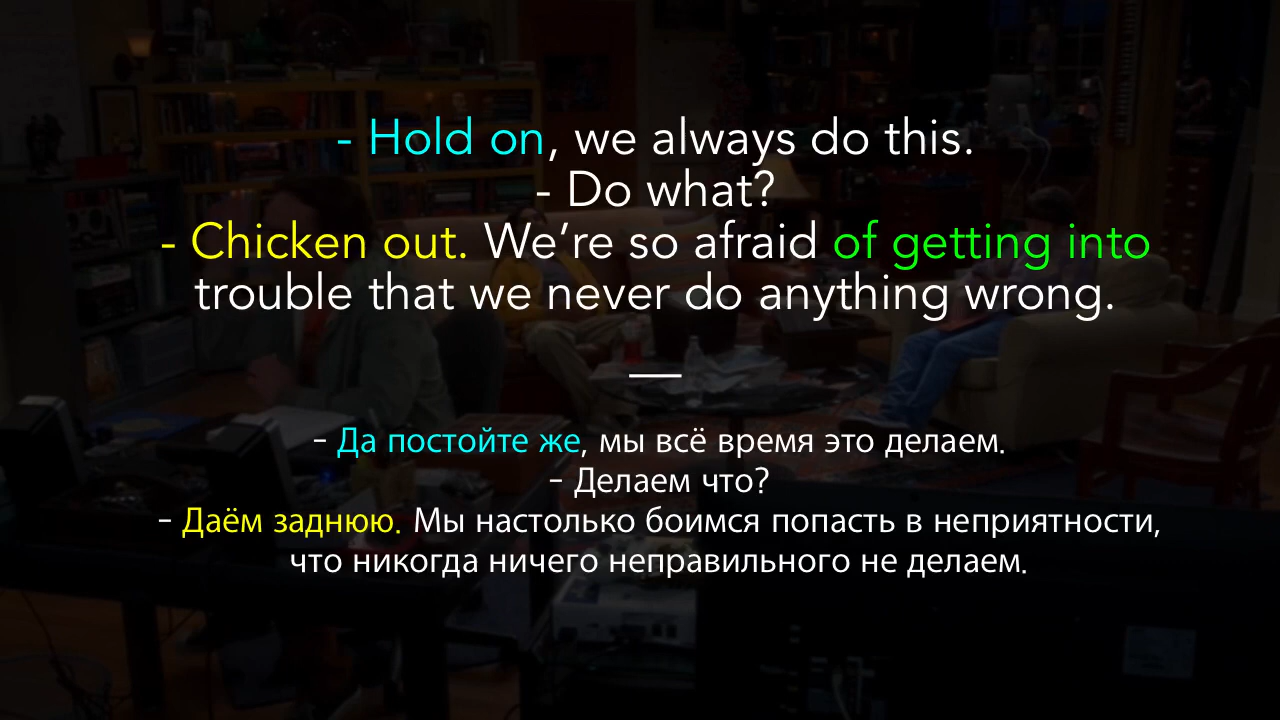 - Hold on, we always do this.
- Do what?
- Chicken out. We’re so afraid of getting into
trouble that we never do anything wrong.
—
– Да постойте же, мы всё время это делаем.
– Делаем что?
– Даём заднюю. Мы настолько боимся попасть в неприятности,
что никогда ничего неправильного не делаем.